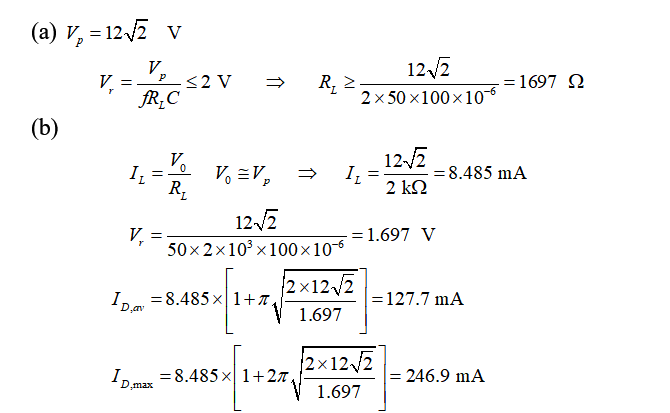 (a) V_p = 12√2 V
V_r = V_p / (fR_L C) ≤ 2 V ⇒ R_L ≥ 12√2 / (2×50×100×10^-6) = 1697 Ω
(b)
I_L = V_0 / R_L V_0 ≅ V_p ⇒ I_L = 12√2 / (2 kΩ) = 8.485 mA
V_r = 12√2 / (50×2×10^3×100×10^-6) = 1.697 V
I_D,av = 8.485×[1+π√(2×12√2 / 1.697)] = 127.7 mA
I_D,max = 8.485×[1+2π√(2×12√2 / 1.697)] = 246.9 mA